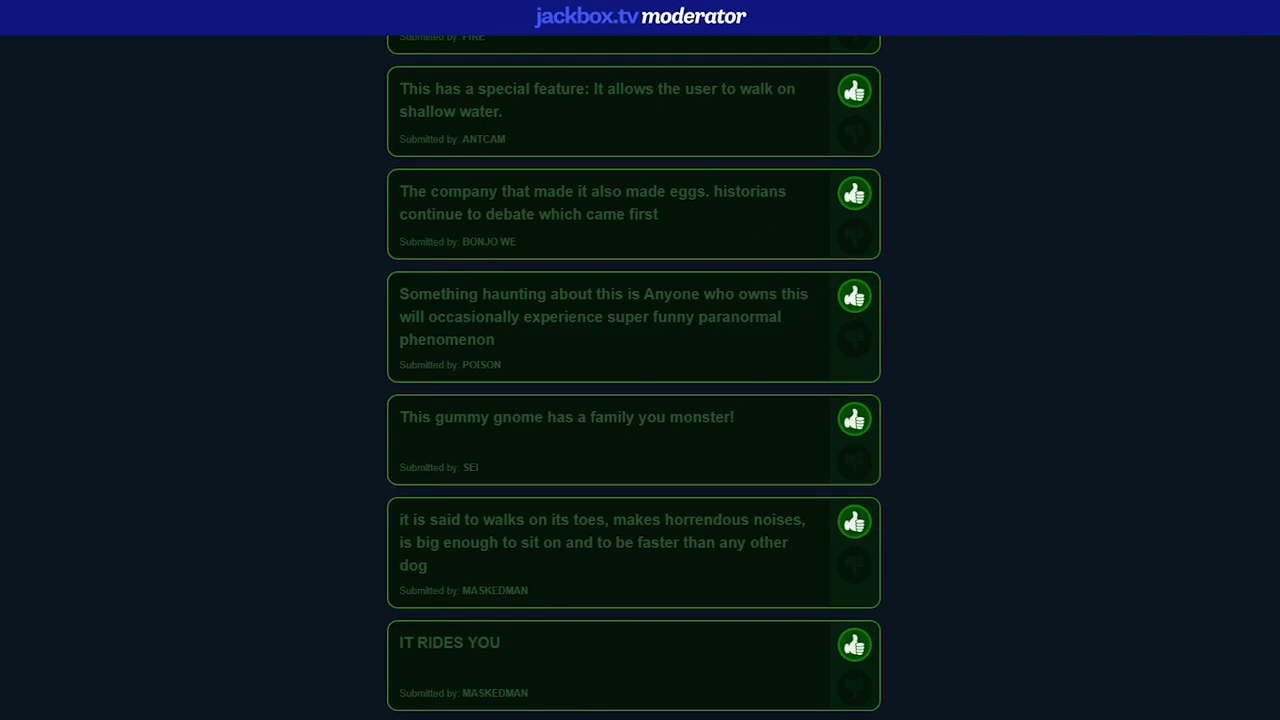 jackbox.tv moderator
Submitted by: FIRE
This has a special feature: It allows the user to walk on
shallow water.
Submitted by: ANTCAM
The company that made it also made eggs. historians
continue to debate which came first
Submitted by: BONJO WE
Something haunting about this is Anyone who owns this
will occasionally experience super funny paranormal
phenomenon
Submitted by: POISON
This gummy gnome has a family you monster!
Submitted by: SEI
it is said to walks on its toes, makes horrendous noises,
is big enough to sit on and to be faster than any other
dog
Submitted by: MASKEDMAN
IT RIDES YOU
Submitted by: MASKEDMAN